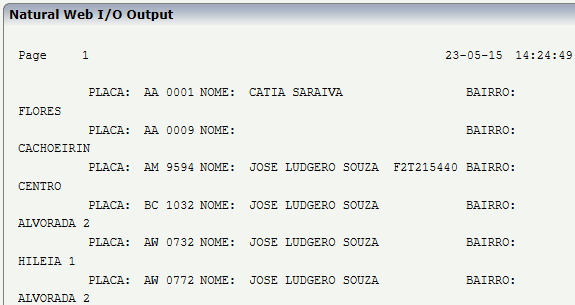 Natural Web I/O Output
Page 1 23-05-15 14:24:49
PLACA: AA 0001 NOME: CATIA SARAIVA BAIRRO:
FLORES
PLACA: AA 0009 NOME: BAIRRO:
CACHOEIRIN
PLACA: AM 9594 NOME: JOSE LUDGERO SOUZA F2T215440 BAIRRO:
CENTRO
PLACA: BC 1032 NOME: JOSE LUDGERO SOUZA BAIRRO:
ALVORADA 2
PLACA: AW 0732 NOME: JOSE LUDGERO SOUZA BAIRRO:
HILEIA 1
PLACA: AW 0772 NOME: JOSE LUDGERO SOUZA BAIRRO:
ALVORADA 2